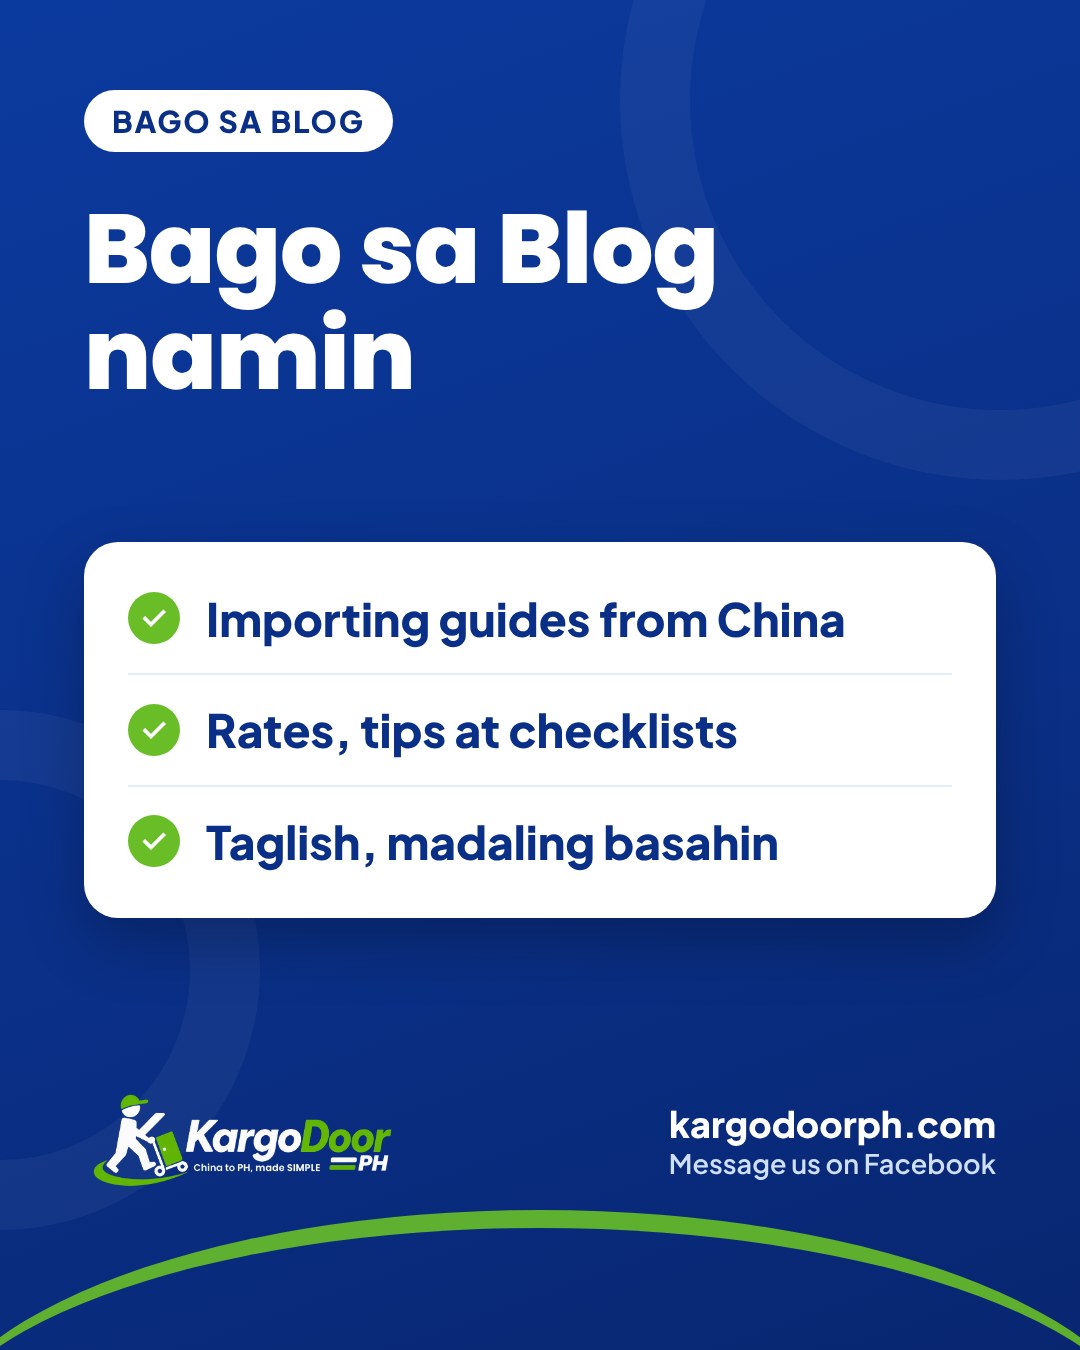 BAGO SA BLOG
Bago sa Blog
namin
Importing guides from China
Rates, tips at checklists
Taglish, madaling basahin
KargoDoor
China to PH, made SIMPLE
PH
kargodoorph.com
Message us on Facebook